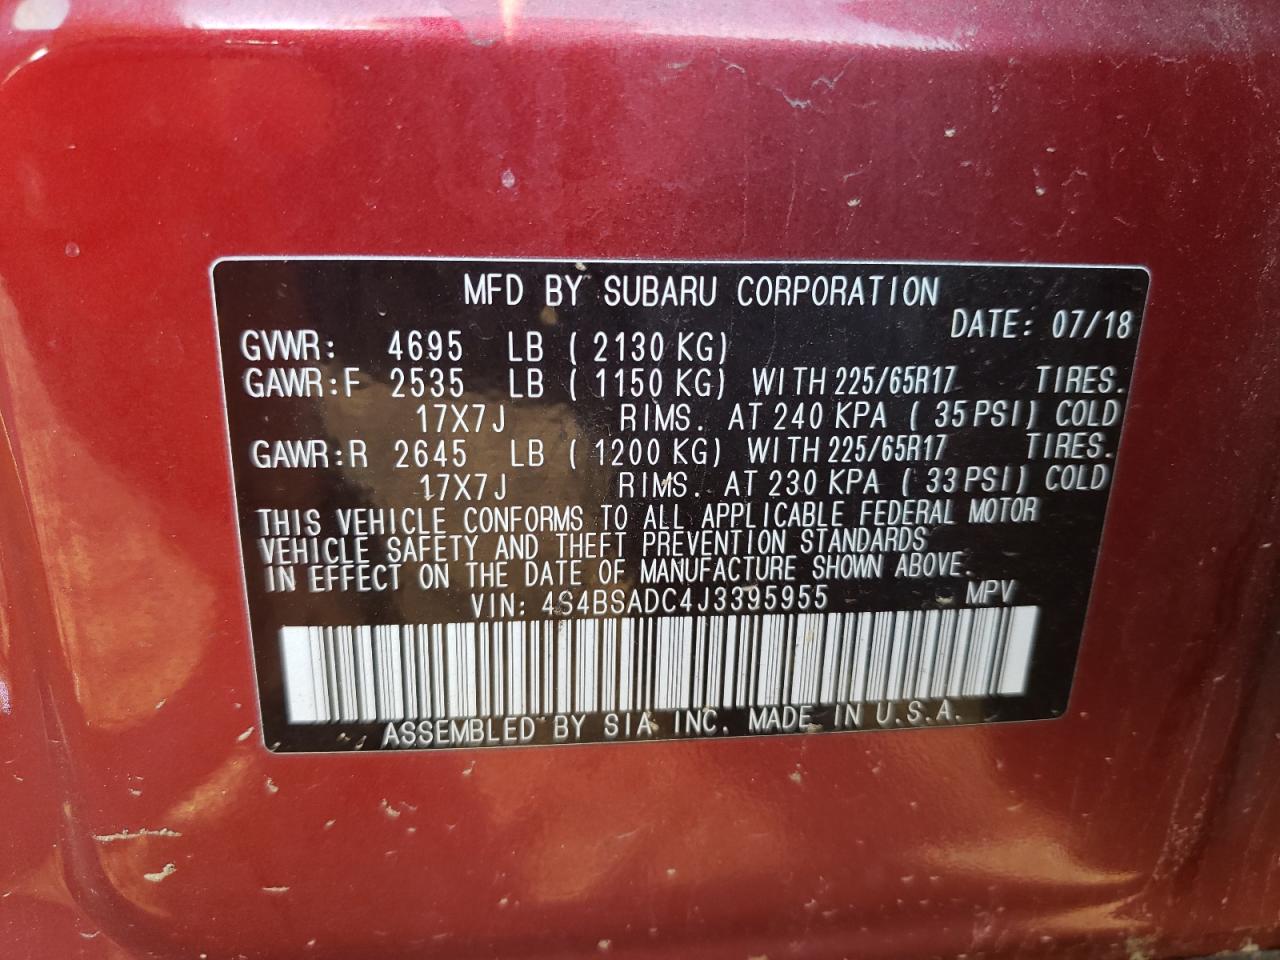 MFD BY SUBARU CORPORATION
DATE: 07/18
GVWR: 4695 LB ( 2130 KG)
GAWR:F 2535 LB ( 1150 KG) WITH 225/65R17 TIRES.
17X7J RIMS. AT 240 KPA ( 35 PSI) COLD
GAWR:R 2645 LB ( 1200 KG) WITH 225/65R17 TIRES.
17X7J RIMS. AT 230 KPA ( 33 PSI) COLD
THIS VEHICLE CONFORMS TO ALL APPLICABLE FEDERAL MOTOR
VEHICLE SAFETY AND THEFT PREVENTION STANDARDS
IN EFFECT ON THE DATE OF MANUFACTURE SHOWN ABOVE.
VIN: 4S4BSADC4J3395955 MPV
ASSEMBLED BY SIA INC. MADE IN U.S.A.